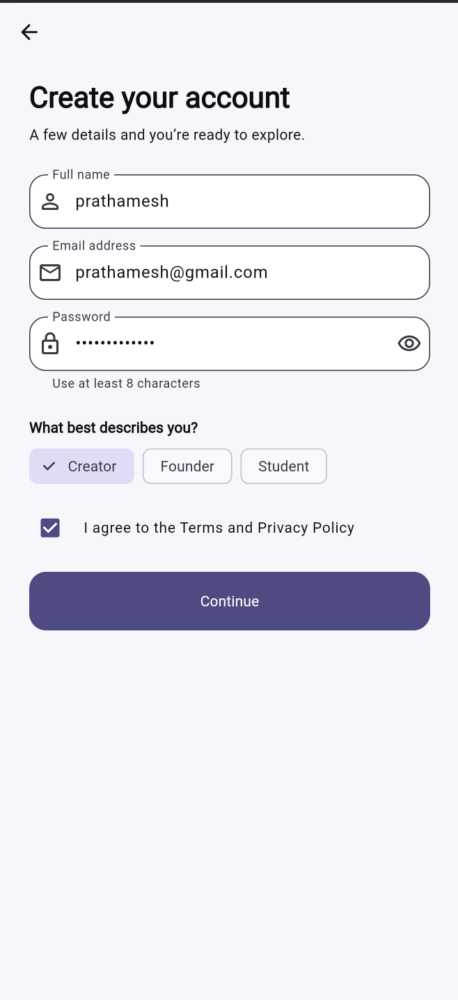 Create your account
A few details and you’re ready to explore.
Full name
prathamesh
Email address
prathamesh@gmail.com
Password
•••••••••••••
Use at least 8 characters
What best describes you?
Creator Founder Student
I agree to the Terms and Privacy Policy
Continue